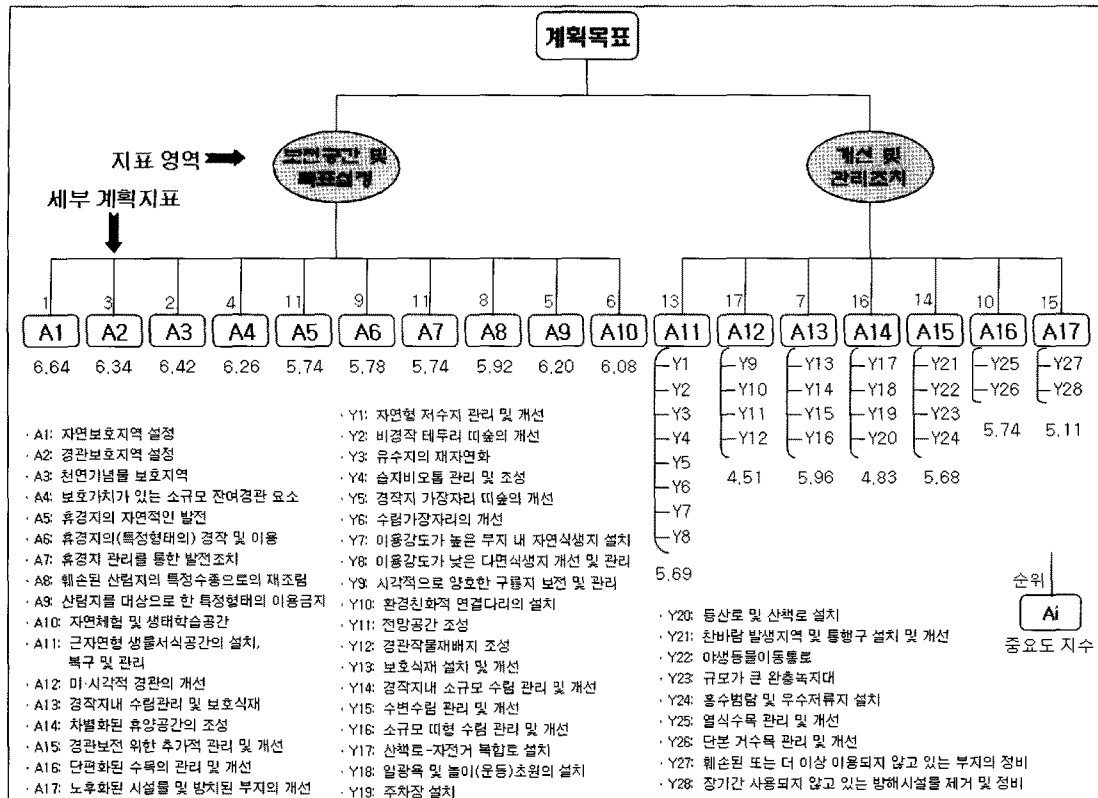 계획목표
지표 영역
보전공간 및
목표설정
개선 및
관리조치
세부 계획지표
1 3 2 4 11 9 11 8 5 6 13 17 7 16 14 10 15
A1 A2 A3 A4 A5 A6 A7 A8 A9 A10 A11 A12 A13 A14 A15 A16 A17
6.64 6.34 6.42 6.26 5.74 5.78 5.74 5.92 6.20 6.08
Y1
Y2
Y3
Y4
Y5
Y6
Y7
Y8
5.69
Y9
Y10
Y11
Y12
4.51
Y13
Y14
Y15
Y16
5.96
Y17
Y18
Y19
Y20
4.83
Y21
Y22
Y23
Y24
5.68
Y25
Y26
5.74
Y27
Y28
5.11
· A1: 자연보호지역 설정
· A2: 경관보호지역 설정
· A3: 천연기념물 보호지역
· A4: 보호가치가 있는 소규모 잔여경관 요소
· A5: 휴경지의 자연적인 발전
· A6: 휴경지의(특정형태의) 경작 및 이용
· A7: 휴경지 관리를 통한 발전조치
· A8: 훼손된 산림지의 특정수종으로의 재조림
· A9: 산림지를 대상으로 한 특정형태의 이용금지
· A10: 자연체험 및 생태학습공간
· A11: 근자연형 생물서식공간의 설치,
복구 및 관리
· A12: 미·시각적 경관의 개선
· A13: 경작지내 수림관리 및 보호식재
· A14: 차별화된 휴양공간의 조성
· A15: 경관보전 위한 추가적 관리 및 개선
· A16: 단편화된 수목의 관리 및 개선
· A17: 노후화된 시설물 및 방치된 부지의 개선
· Y1: 자연형 저수지 관리 및 개선
· Y2: 비경작 테두리 띠숲의 개선
· Y3: 유수지의 재자연화
· Y4: 습지비오톱 관리 및 조성
· Y5: 경작지 가장자리 띠숲의 개선
· Y6: 수림가장자리의 개선
· Y7: 이용강도가 높은 부지 내 자연식생지 설치
· Y8: 이용강도가 낮은 다면식생지 개선 및 관리
· Y9: 시각적으로 양호한 구릉지 보전 및 관리
· Y10: 환경친화적 연결다리의 설치
· Y11: 전망공간 조성
· Y12: 경관작물재배지 조성
· Y13: 보호식재 설치 및 개선
· Y14: 경작지내 소규모 수림 관리 및 개선
· Y15: 수변수림 관리 및 개선
· Y16: 소규모 띠형 수림 관리 및 개선
· Y17: 산책로-자전거 복합로 설치
· Y18: 일광욕 및 놀이(운동)초원의 설치
· Y19: 주차장 설치
· Y20: 등산로 및 산책로 설치
· Y21: 찬바람 발생지역 및 통행구 설치 및 개선
· Y22: 야생동물이동통로
· Y23: 규모가 큰 완충녹지대
· Y24: 홍수범람 및 우수저류지 설치
· Y25: 열식수목 관리 및 개선
· Y26: 단본 거수목 관리 및 개선
· Y27: 훼손된 또는 더 이상 이용되지 않고 있는 부지의 정비
· Y28: 장기간 사용되지 않고 있는 방해시설물 제거 및 정비
순위
Ai
중요도 지수